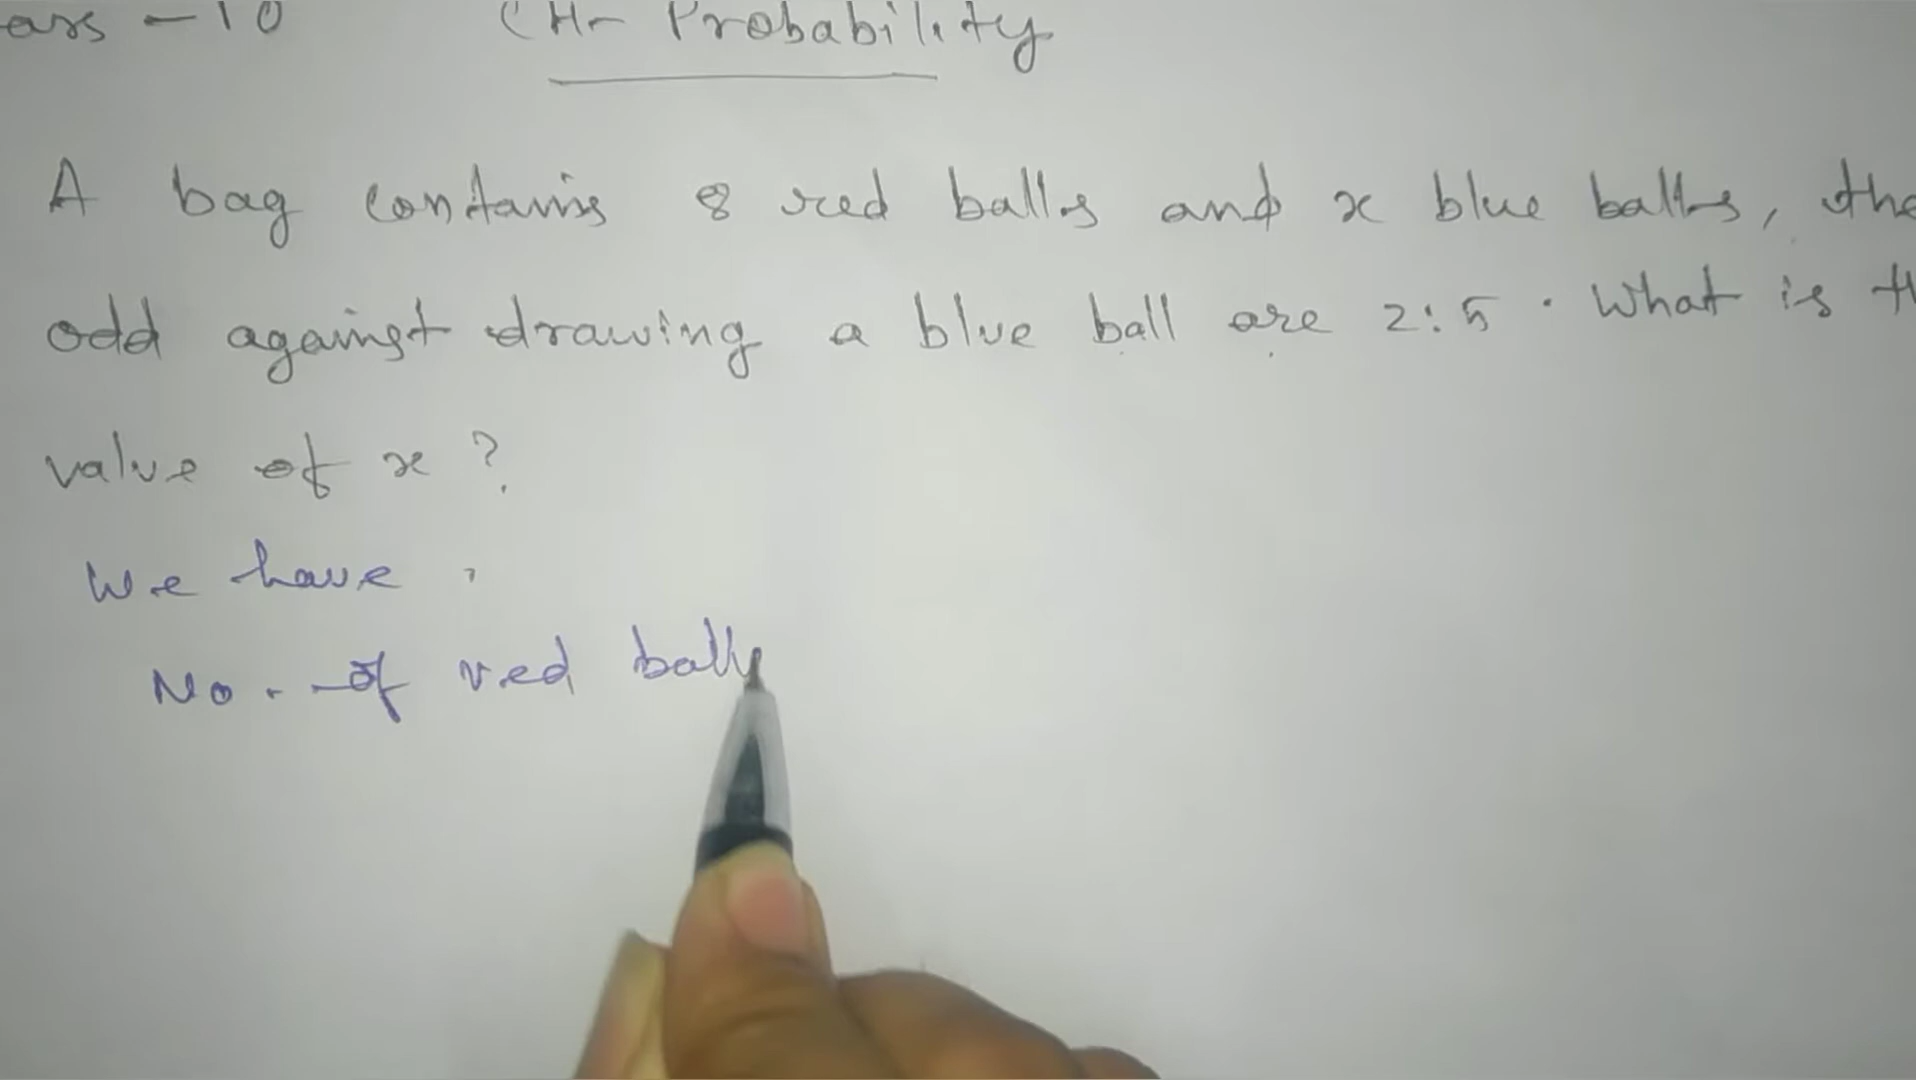 - 10 CH- Probability
A bag contains 8 red balls and x blue balls, the
odd against drawing a blue ball are 2:5 . What is
value of x ?
We have ,
No. of red balls